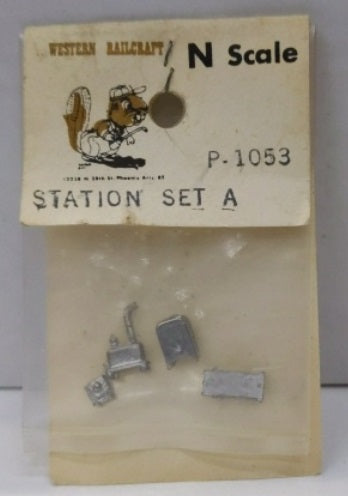 WESTERN RAILCRAFT
N Scale
P-1053
STATION SET A